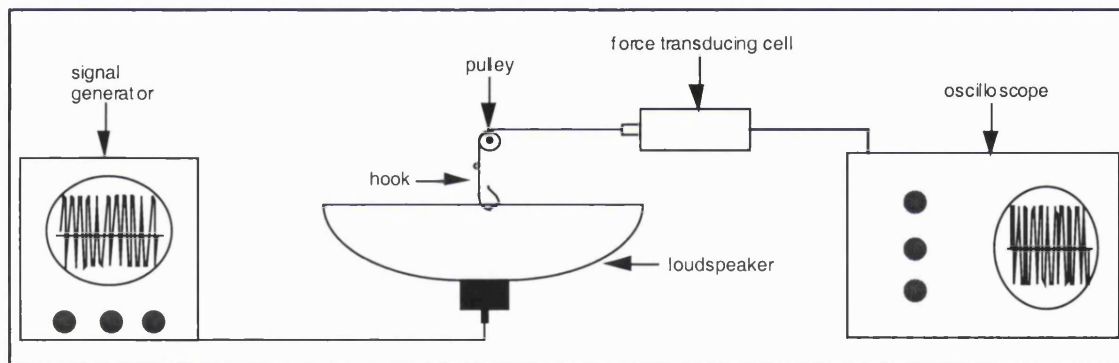 signal
generator
pulley
force transducing cell
oscilloscope
hook
loudspeaker